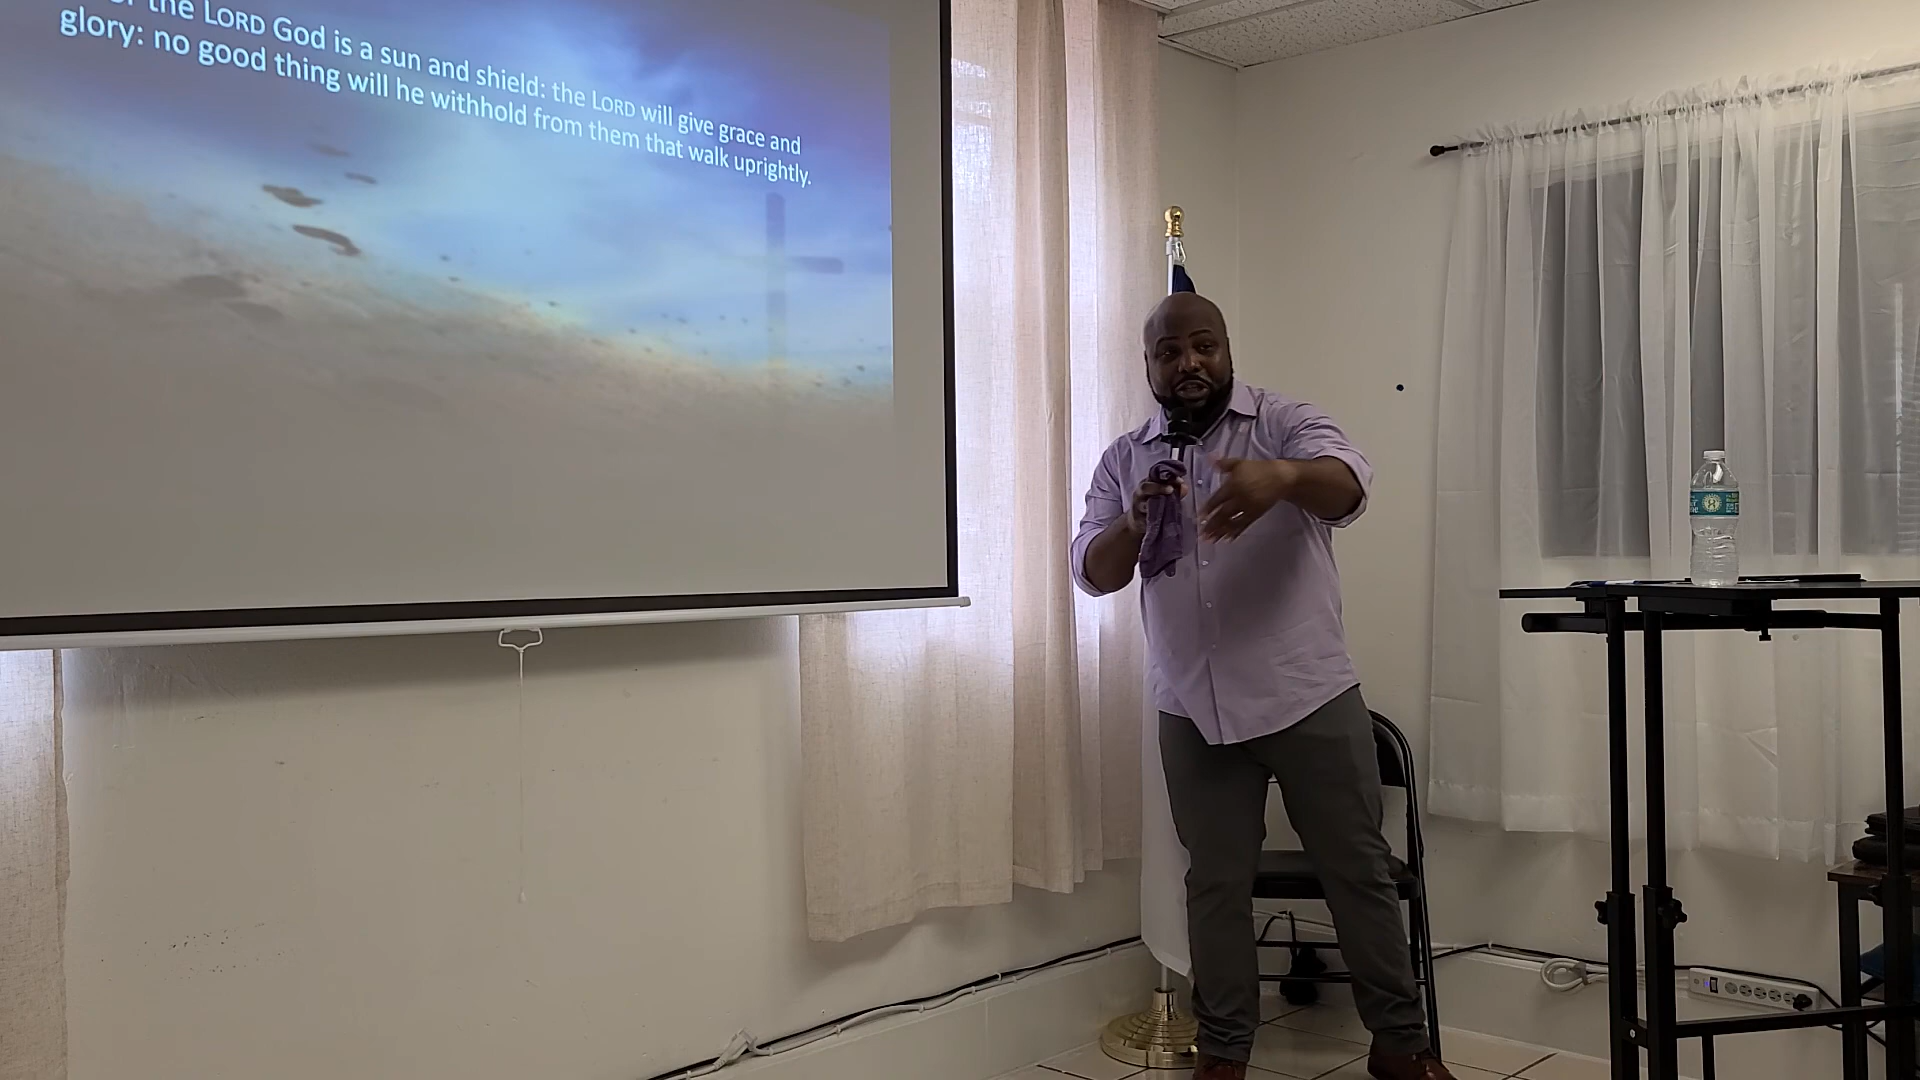 the LORD God is a sun and shield: the LORD will give grace and
glory: no good thing will he withhold from them that walk uprightly.